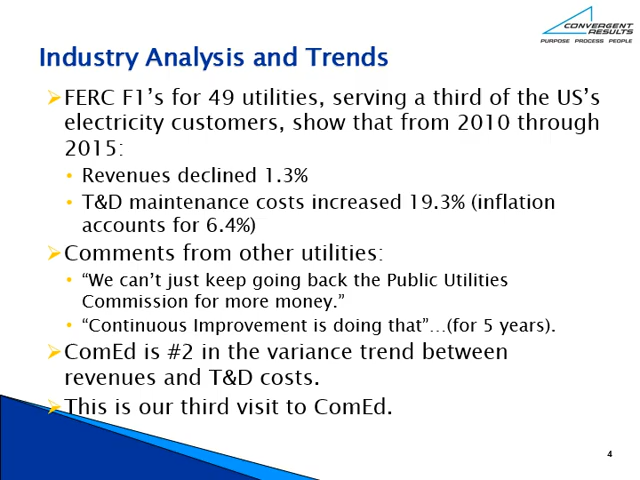 CONVERGENT
RESULTS
PURPOSE PROCESS PEOPLE
Industry Analysis and Trends
FERC F1’s for 49 utilities, serving a third of the US’s
electricity customers, show that from 2010 through
2015:
• Revenues declined 1.3%
• T&D maintenance costs increased 19.3% (inflation
accounts for 6.4%)
Comments from other utilities:
• “We can’t just keep going back the Public Utilities
Commission for more money.”
• “Continuous Improvement is doing that”…(for 5 years).
ComEd is #2 in the variance trend between
revenues and T&D costs.
This is our third visit to ComEd.
4